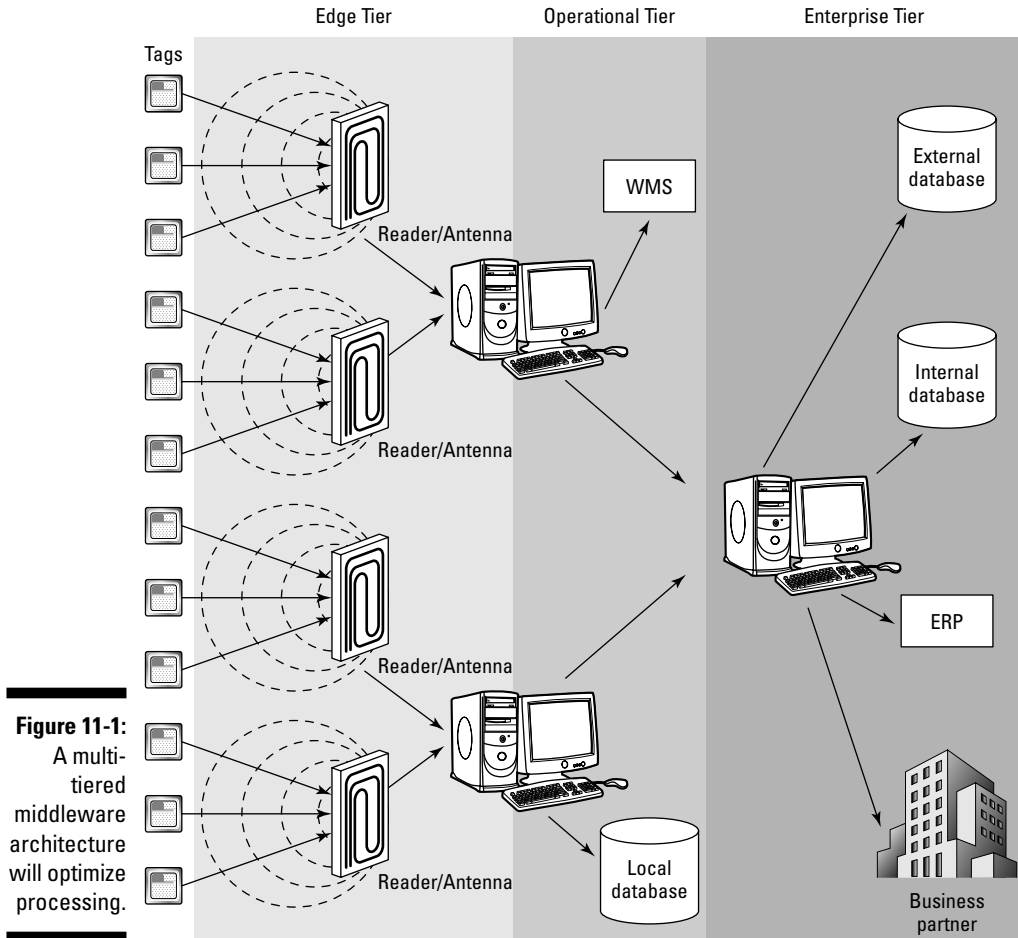 Edge Tier
Operational Tier
Enterprise Tier
Tags
External
database
WMS
Reader/Antenna
Internal
database
Reader/Antenna
ERP
Reader/Antenna
Figure 11-1:
A multi-
tiered
middleware
architecture
will optimize
processing.
Local
database
Reader/Antenna
Business
partner